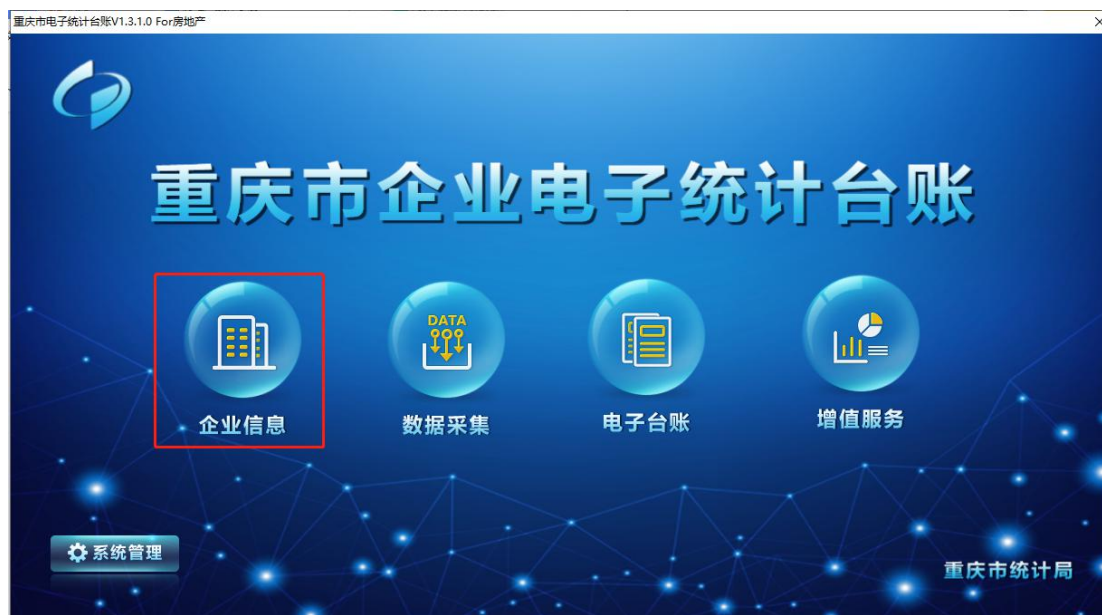 重庆市电子统计台账V1.3.1.0 For房地产
重庆市企业电子统计台账
DATA
企业信息
数据采集
电子台账
增值服务
系统管理
重庆市统计局